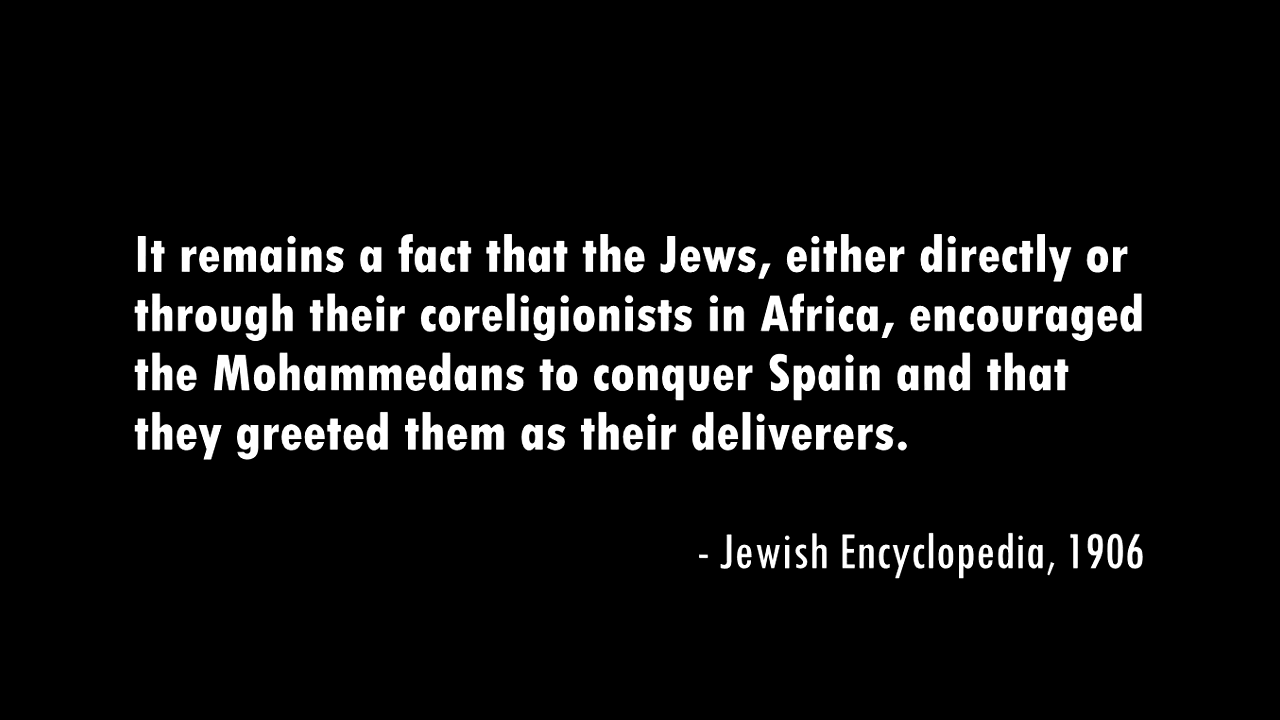 It remains a fact that the Jews, either directly or
through their coreligionists in Africa, encouraged
the Mohammedans to conquer Spain and that
they greeted them as their deliverers.
- Jewish Encyclopedia, 1906